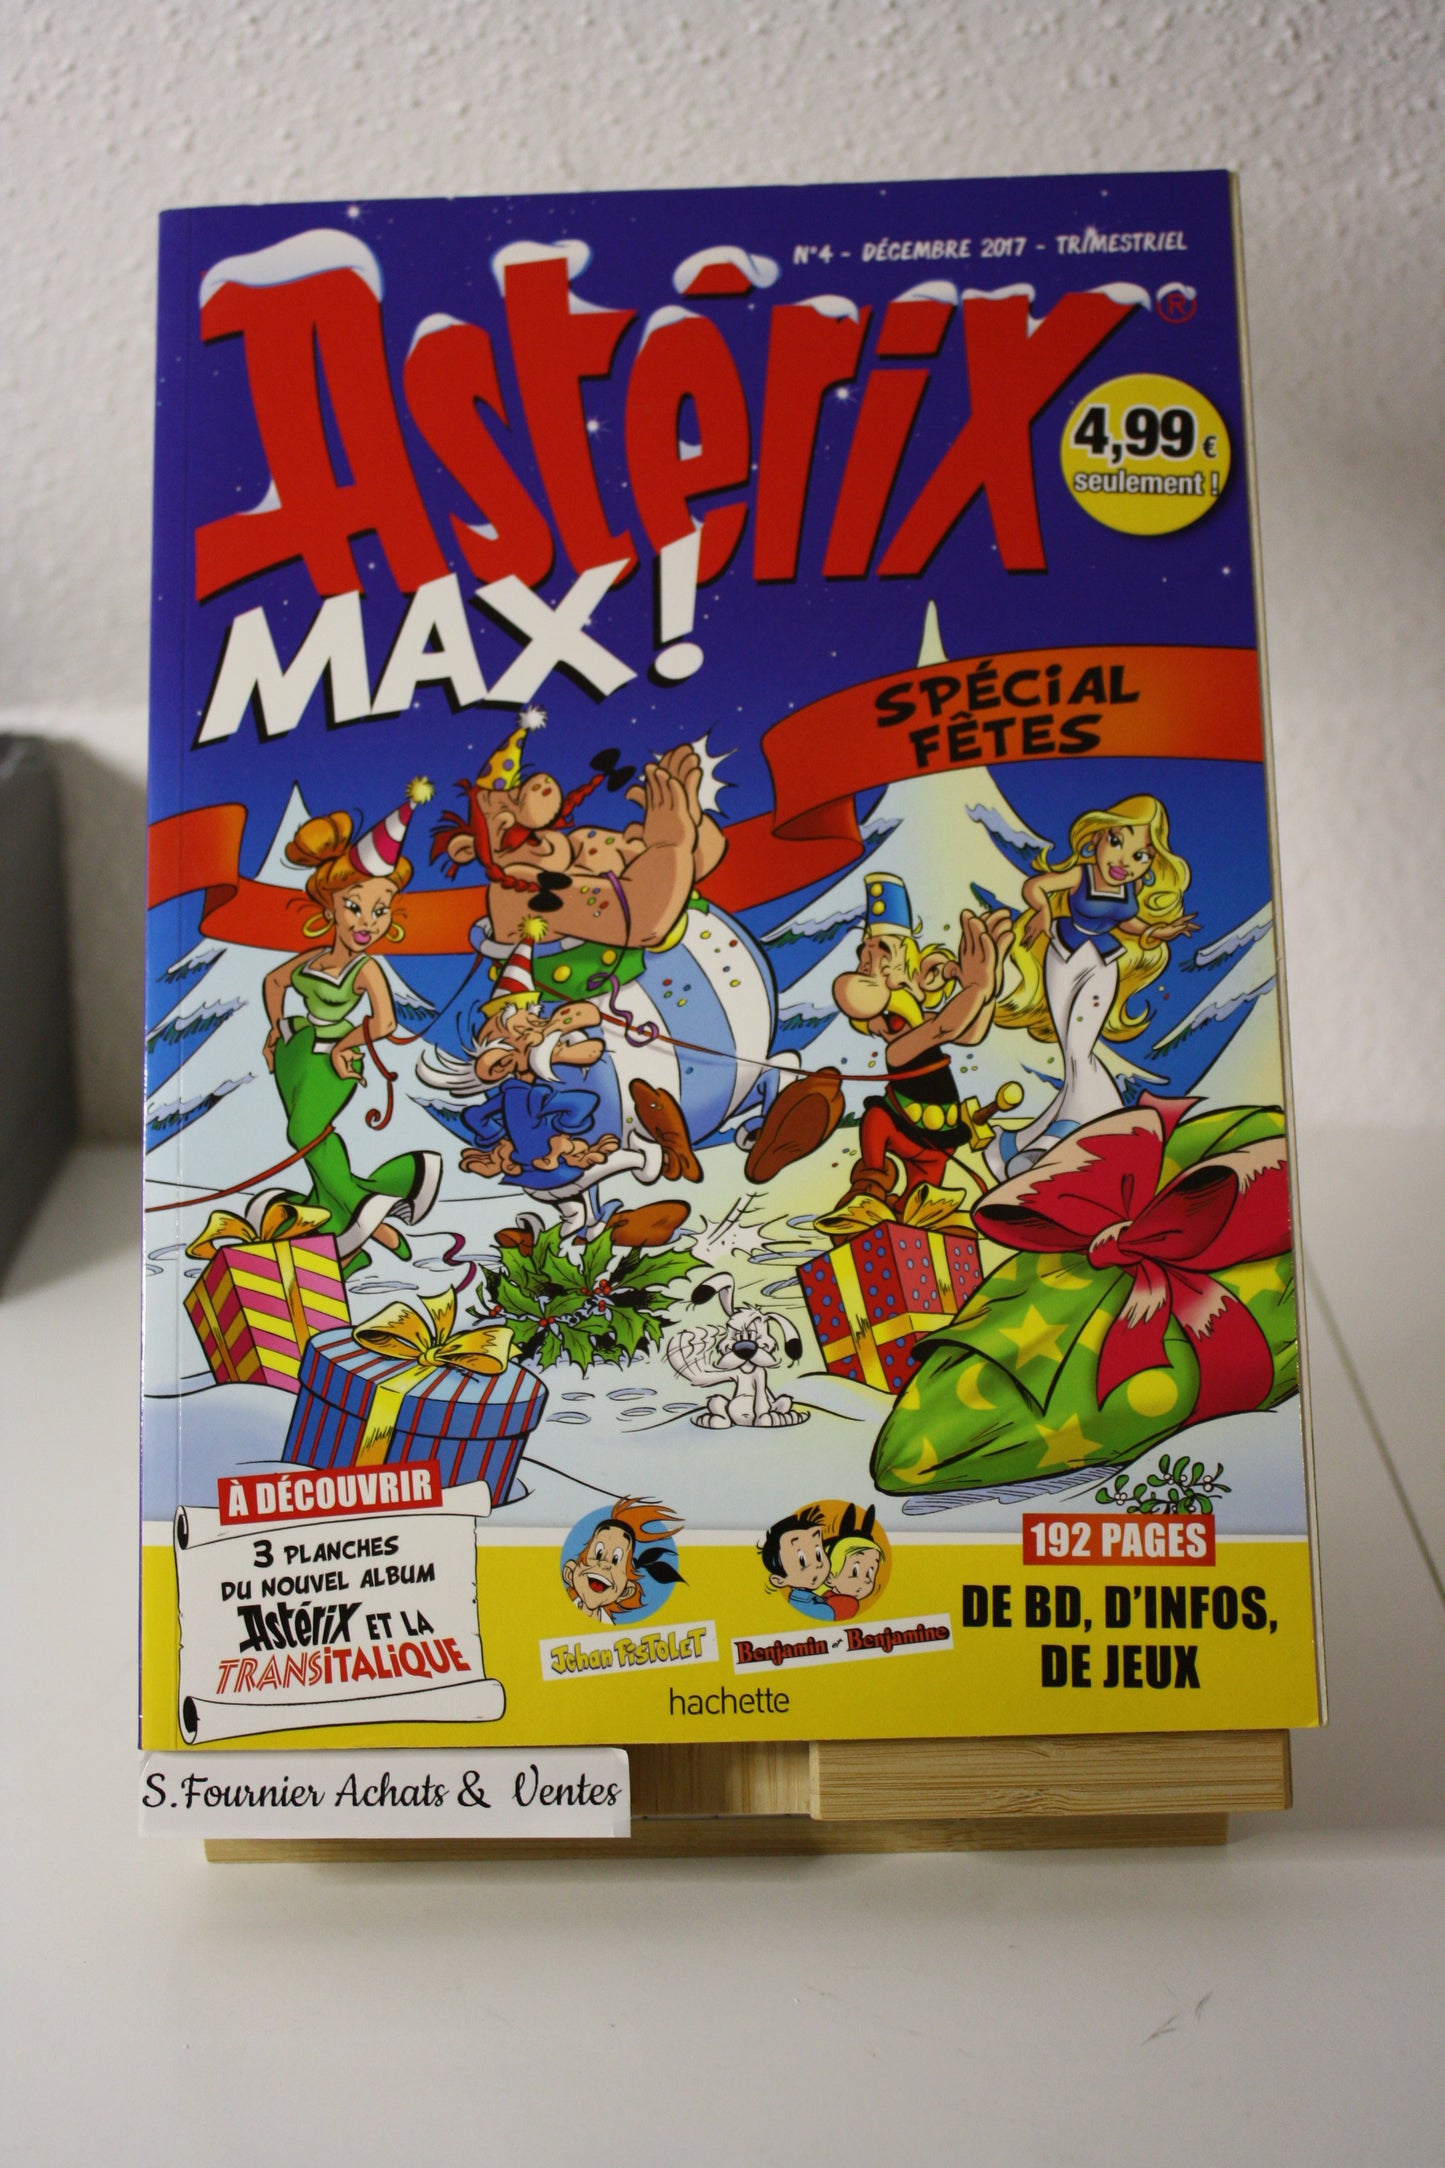 N°4 - DÉCEMBRE 2017 - TRIMESTRIEL
Astérix ®
MAX!
4,99 €
seulement !
SPÉCIAL
FÊTES
À DÉCOUVRIR
3 PLANCHES
DU NOUVEL ALBUM
Astérix ET LA
TRANSITALIQUE
Jehan PISTOLET
Benjamin et Benjamine
hachette
192 PAGES
DE BD, D'INFOS,
DE JEUX
S.Fournier Achats & Ventes